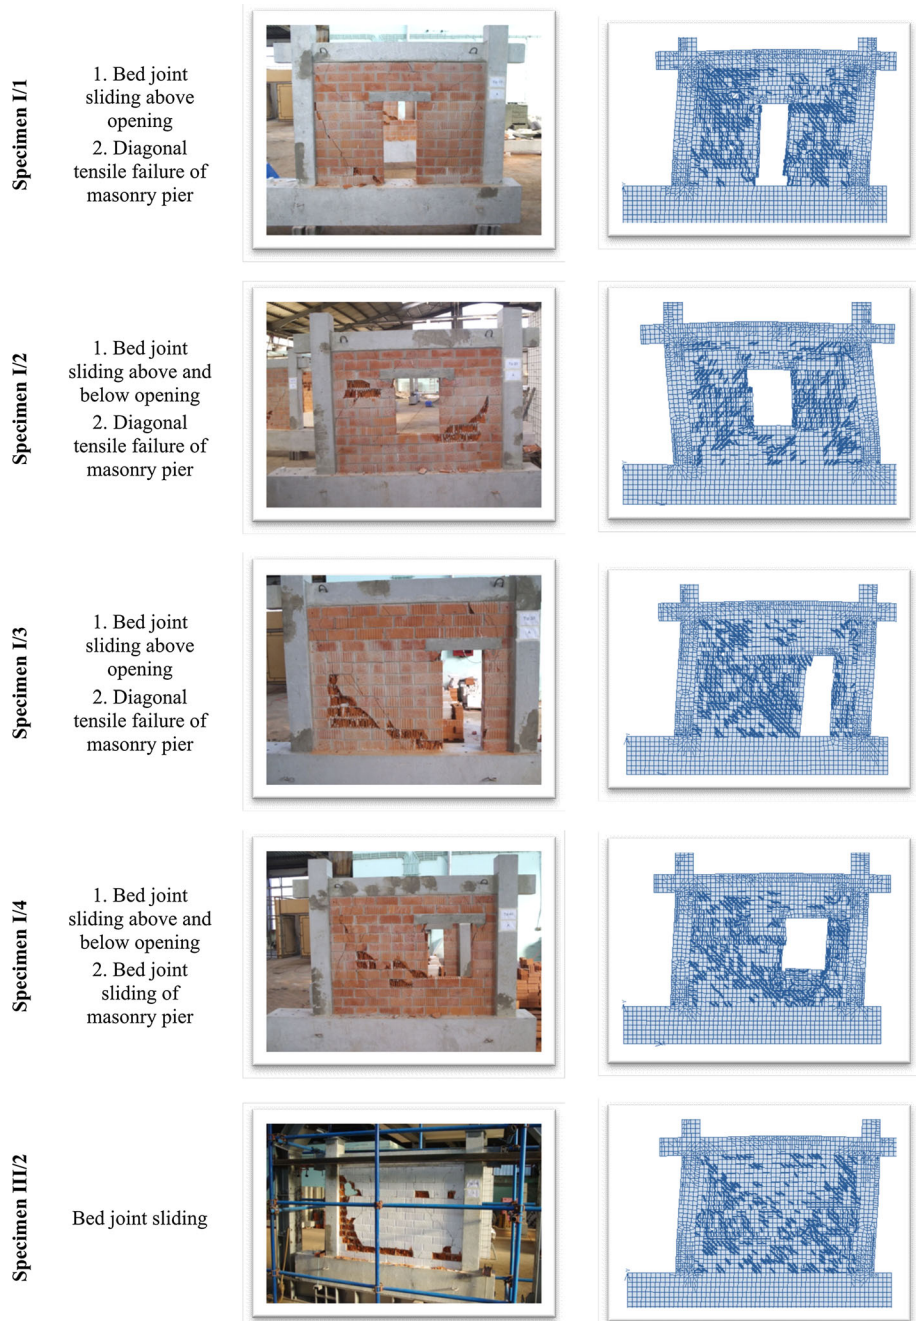 Specimen I/1
1. Bed joint
sliding above
opening
2. Diagonal
tensile failure of
masonry pier
Specimen I/2
1. Bed joint
sliding above and
below opening
2. Diagonal
tensile failure of
masonry pier
Specimen I/3
1. Bed joint
sliding above
opening
2. Diagonal
tensile failure of
masonry pier
Specimen I/4
1. Bed joint
sliding above and
below opening
2. Bed joint
sliding of
masonry pier
Specimen III/2
Bed joint sliding